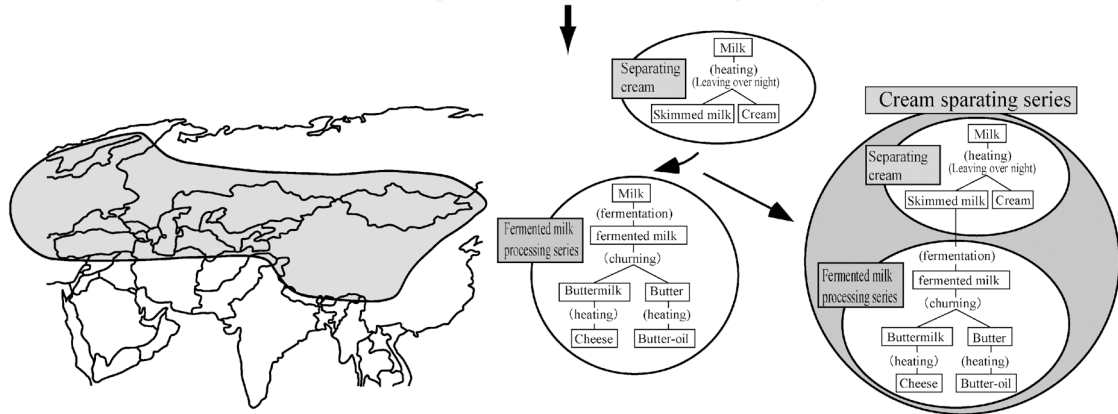 Milk
(heating)
(Leaving over night)
Separating
cream
Skimmed milk
Cream
Milk
(fermentation)
fermented milk
(churning)
Fermented milk
processing series
Buttermilk
Butter
(heating)
(heating)
Cheese
Butter-oil
Cream sparating series
Milk
(heating)
(Leaving over night)
Separating
cream
Skimmed milk
Cream
(fermentation)
fermented milk
(churning)
Fermented milk
processing series
Buttermilk
Butter
(heating)
(heating)
Cheese
Butter-oil